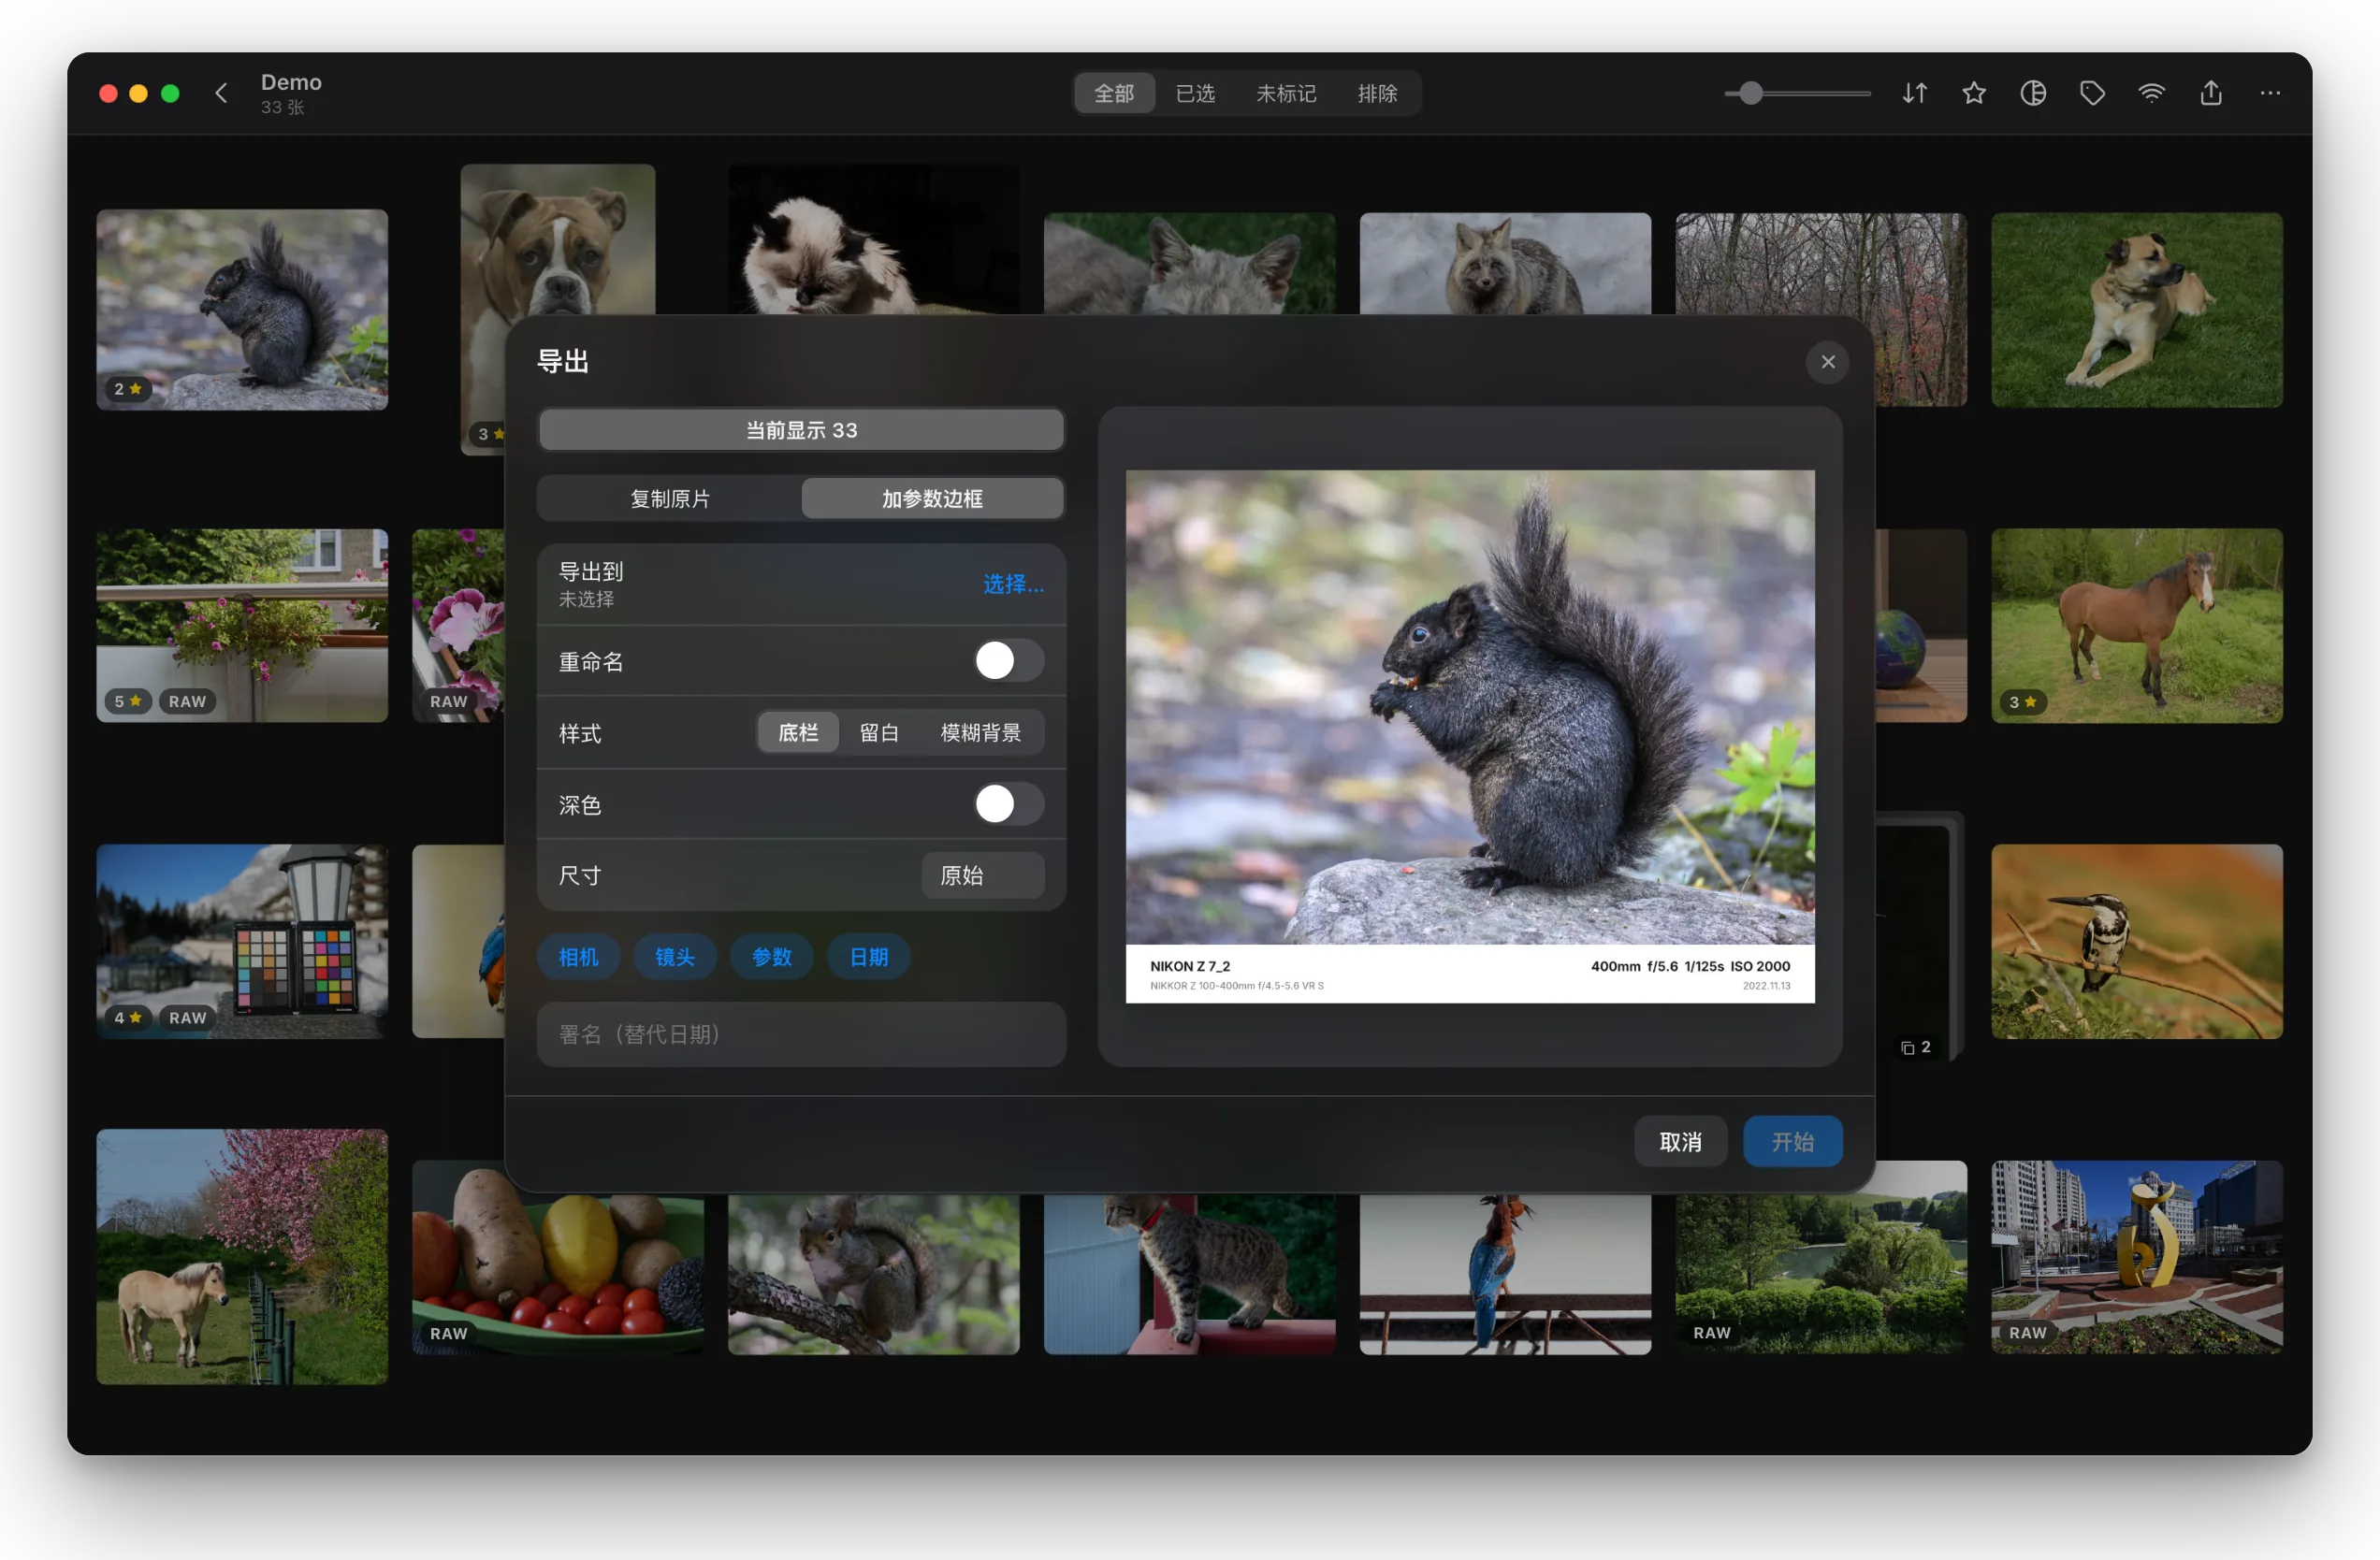 Demo
33 张
全部 已选 未标记 排除
2
3
导出
当前显示 33
复制原片 加参数边框
导出到
未选择
选择...
重命名
样式 底栏 留白 模糊背景
深色
尺寸 原始
相机 镜头 参数 日期
署名（替代日期）
NIKON Z 7_2
NIKKOR Z 100-400mm f/4.5-5.6 VR S
400mm f/5.6 1/125s ISO 2000
2022.11.13
取消 开始
5 RAW
RAW
3
4 RAW
2
RAW
RAW
RAW